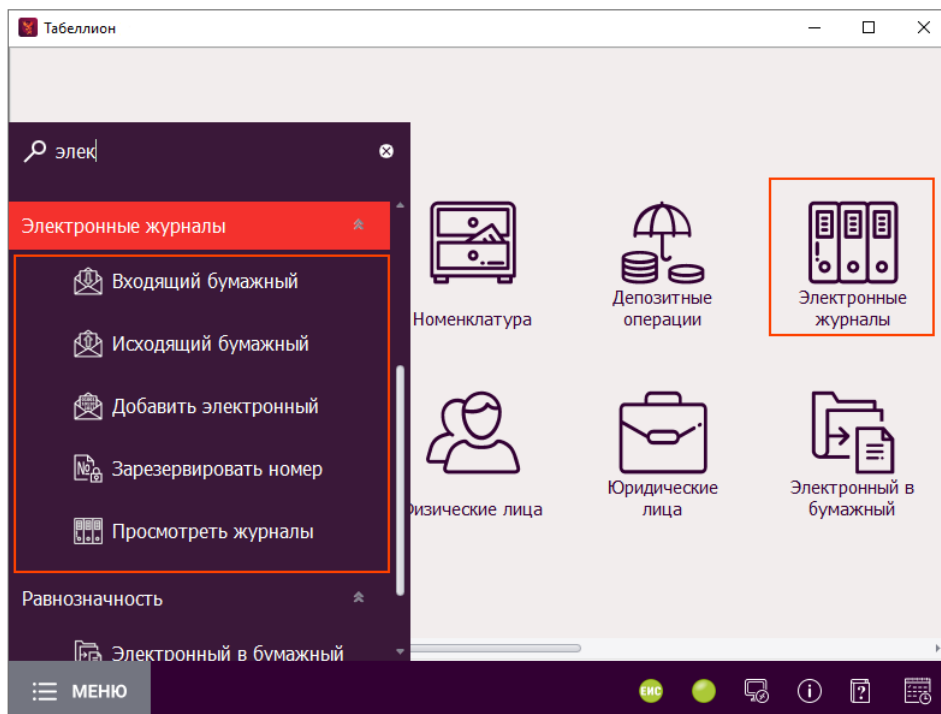 Табеллион
элек
Электронные журналы
Входящий бумажный
Исходящий бумажный
Добавить электронный
Зарезервировать номер
Просмотреть журналы
Равнозначность
Электронный в бумажный
Номенклатура
Депозитные
операции
Электронные
журналы
Физические лица
Юридические
лица
Электронный в
бумажный
МЕНЮ
ЕИС